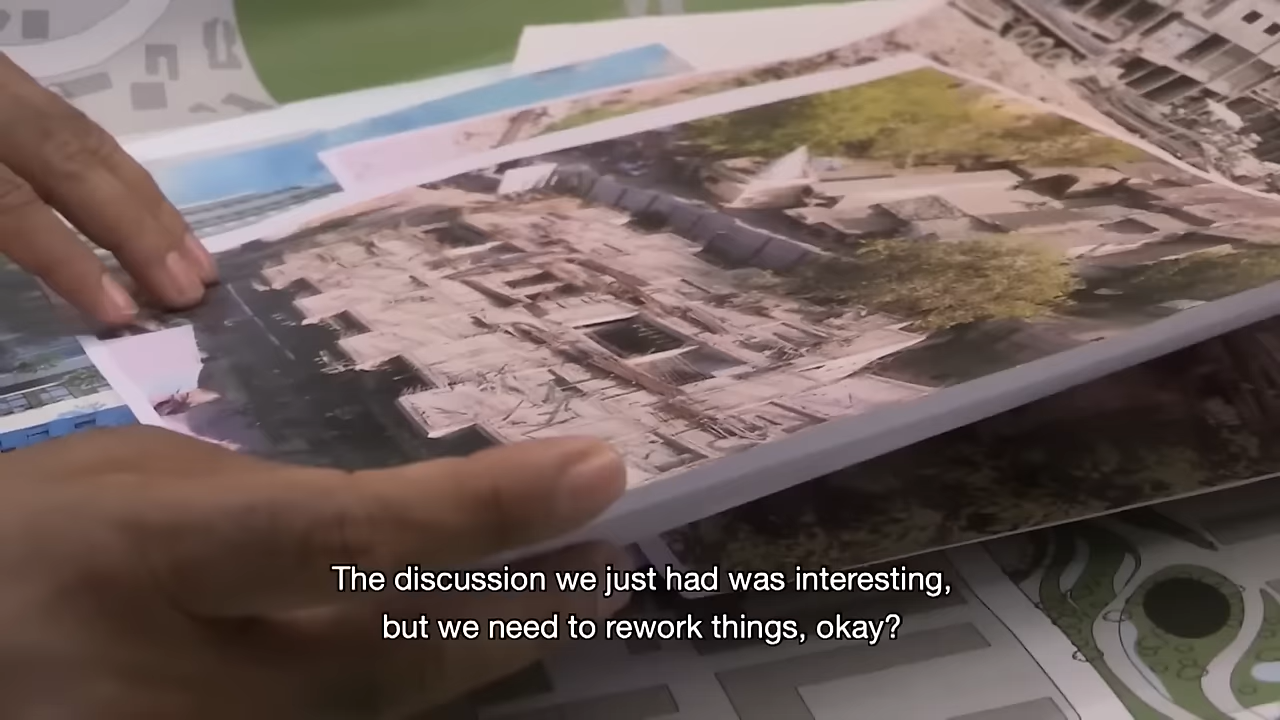 The discussion we just had was interesting,
but we need to rework things, okay?